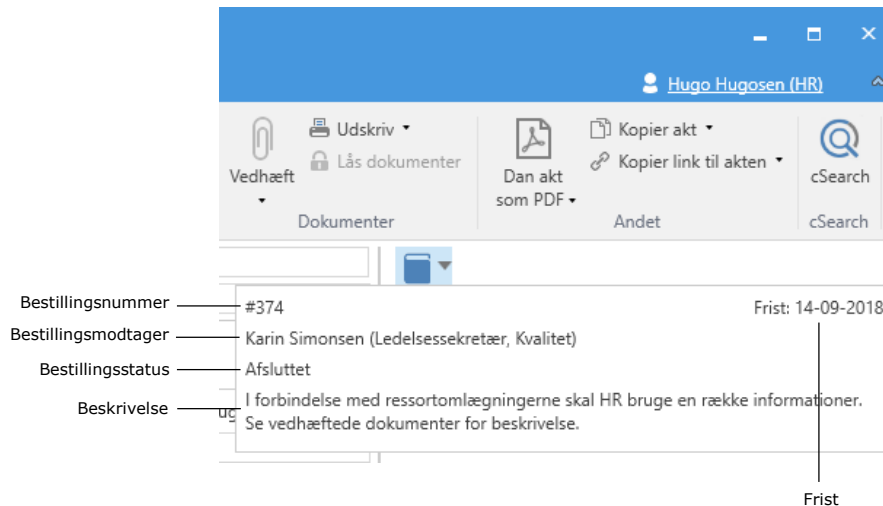 Hugo Hugosen (HR)
Vedhæft
Udskriv
Lås dokumenter
Dokumenter
Dan akt
som PDF
Kopier akt
Kopier link til akten
Andet
cSearch
cSearch
Bestillingsnummer
#374
Frist: 14-09-2018
Bestillingsmodtager
Karin Simonsen (Ledelsessekretær, Kvalitet)
Bestillingsstatus
Afsluttet
Beskrivelse
ug
I forbindelse med ressortomlægningerne skal HR bruge en række informationer.
Se vedhæftede dokumenter for beskrivelse.
Frist